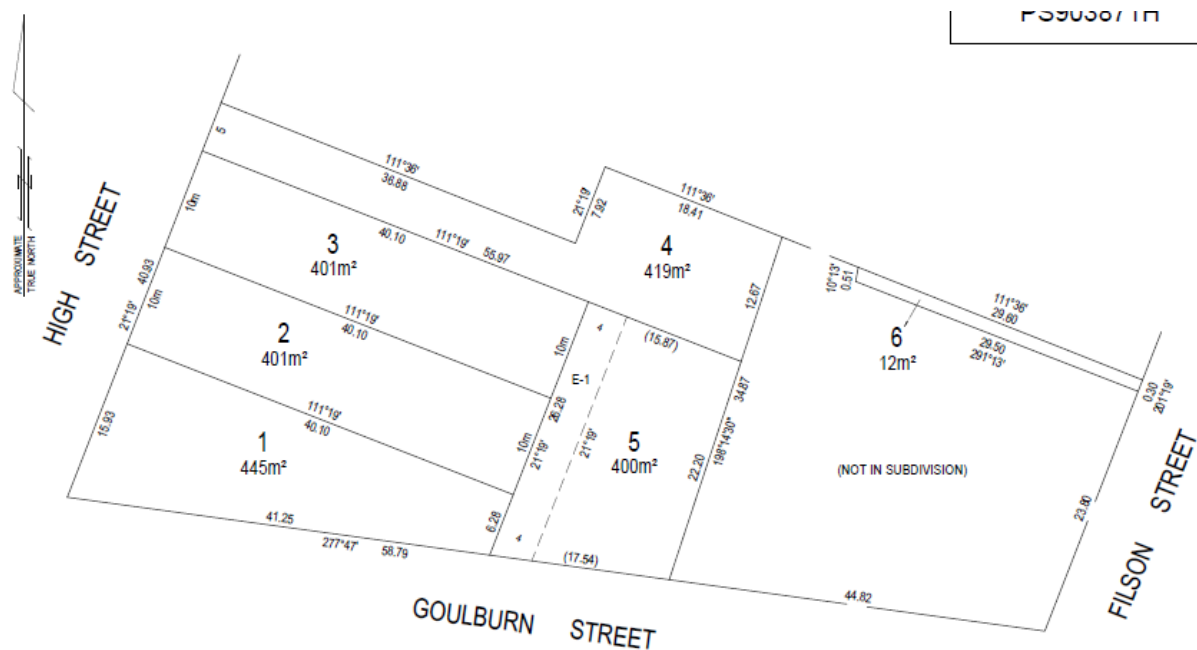 PS903871H
APPROXIMATE
TRUE NORTH
HIGH STREET
5
111°36'
36.88
21°19'
7.92
111°36'
18.41
10m
3
401m²
40.10
111°19'
55.97
4
419m²
12.67
10°13'
0.51
111°36'
29.60
6
12m²
29.50
291°13'
0.30
201°19'
40.93
21°19'
10m
2
401m²
111°19'
40.10
10m
4
(15.87)
E-1
26.28
34.87
15.93
1
445m²
111°19'
40.10
10m
21°19'
21°19'
5
400m²
22.20
198°14'30"
(NOT IN SUBDIVISION)
23.80
FILSON STREET
6.28
4
41.25
277°47'
58.79
(17.54)
44.82
GOULBURN STREET